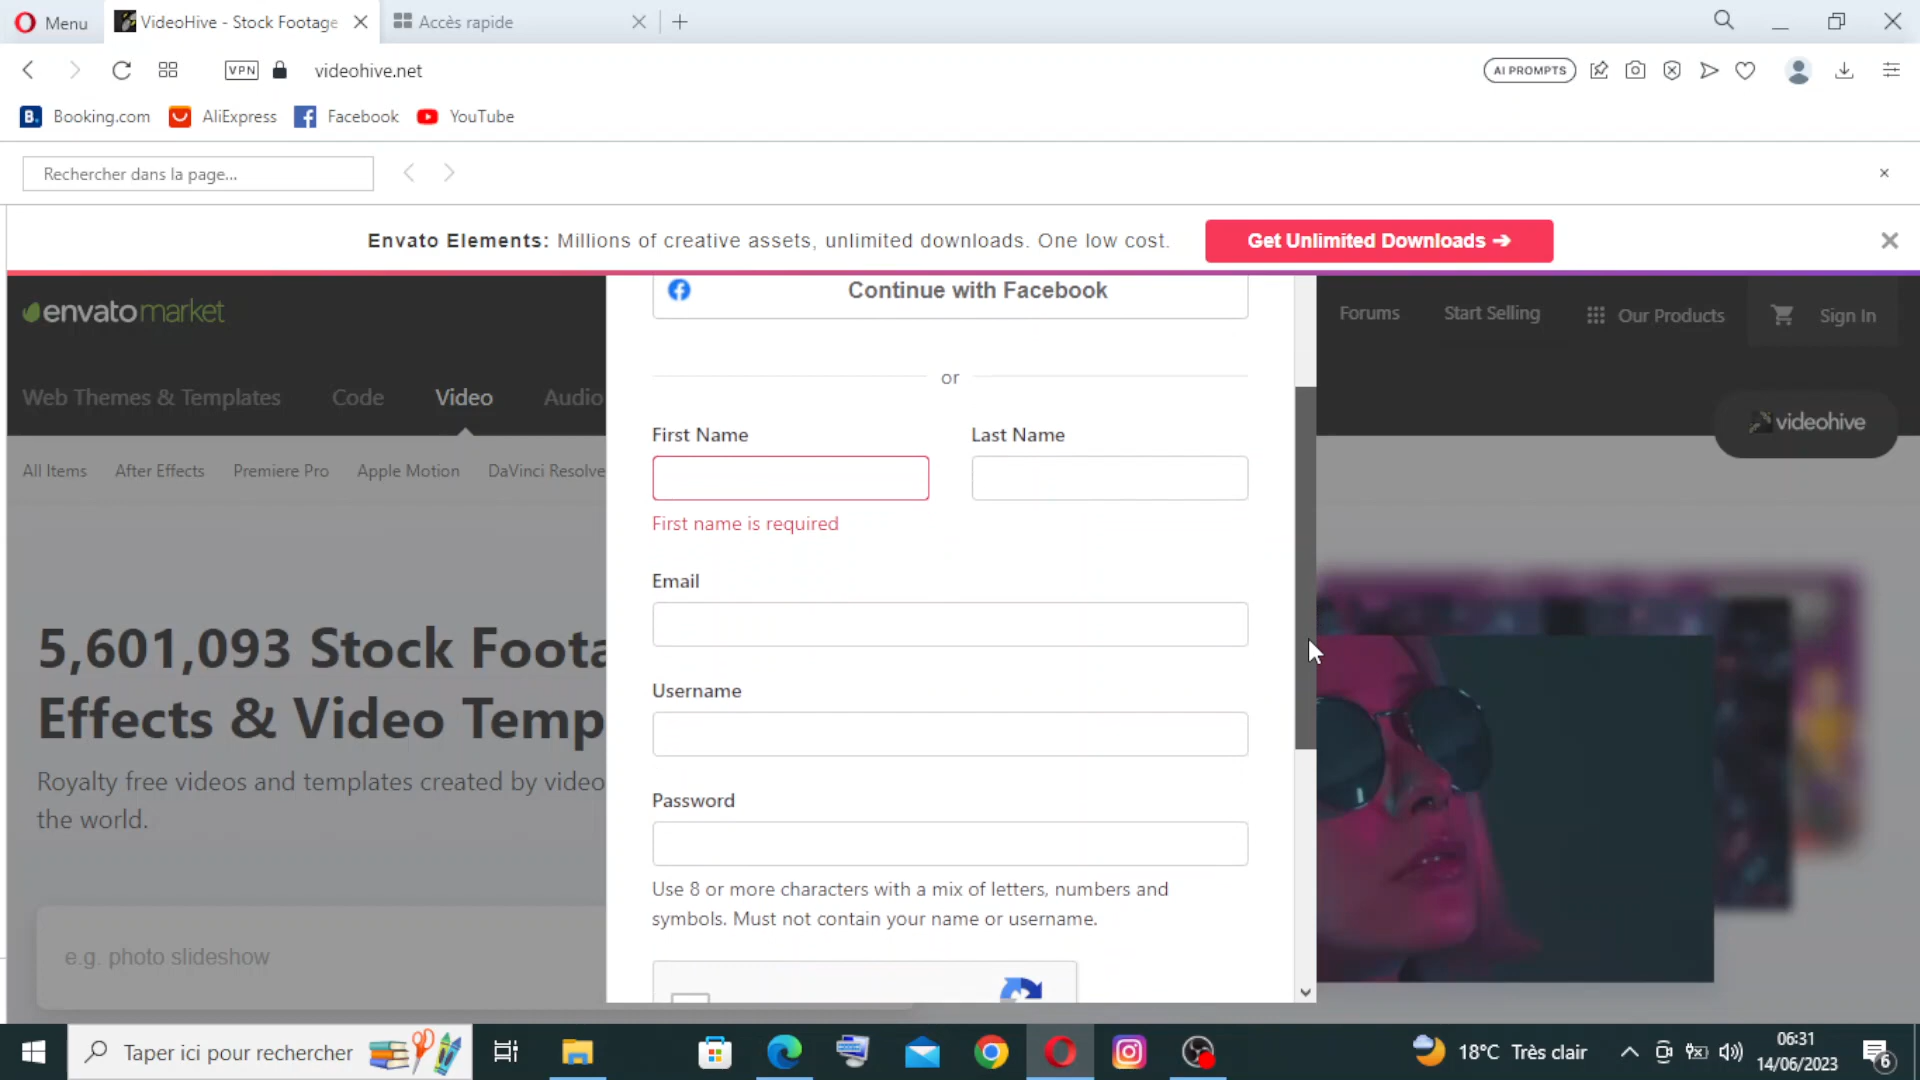 Menu
VideoHive - Stock Footage
Accès rapide
VPN
videohive.net
AI PROMPTS
B. Booking.com
AliExpress
Facebook
YouTube
Rechercher dans la page...
Envato Elements: Millions of creative assets, unlimited downloads. One low cost.
Get Unlimited Downloads ➔
envatomarket
Forums
Start Selling
Our Products
Sign In
Continue with Facebook
or
Web Themes & Templates
Code
Video
Audio
videohive
All Items
After Effects
Premiere Pro
Apple Motion
DaVinci Resolve
First Name
Last Name
First name is required
Email
Username
Password
Use 8 or more characters with a mix of letters, numbers and
symbols. Must not contain your name or username.
5,601,093 Stock Foota
Effects & Video Temp
Royalty free videos and templates created by video
the world.
e.g. photo slideshow
Taper ici pour rechercher
18°C Très clair
06:31
14/06/2023
6